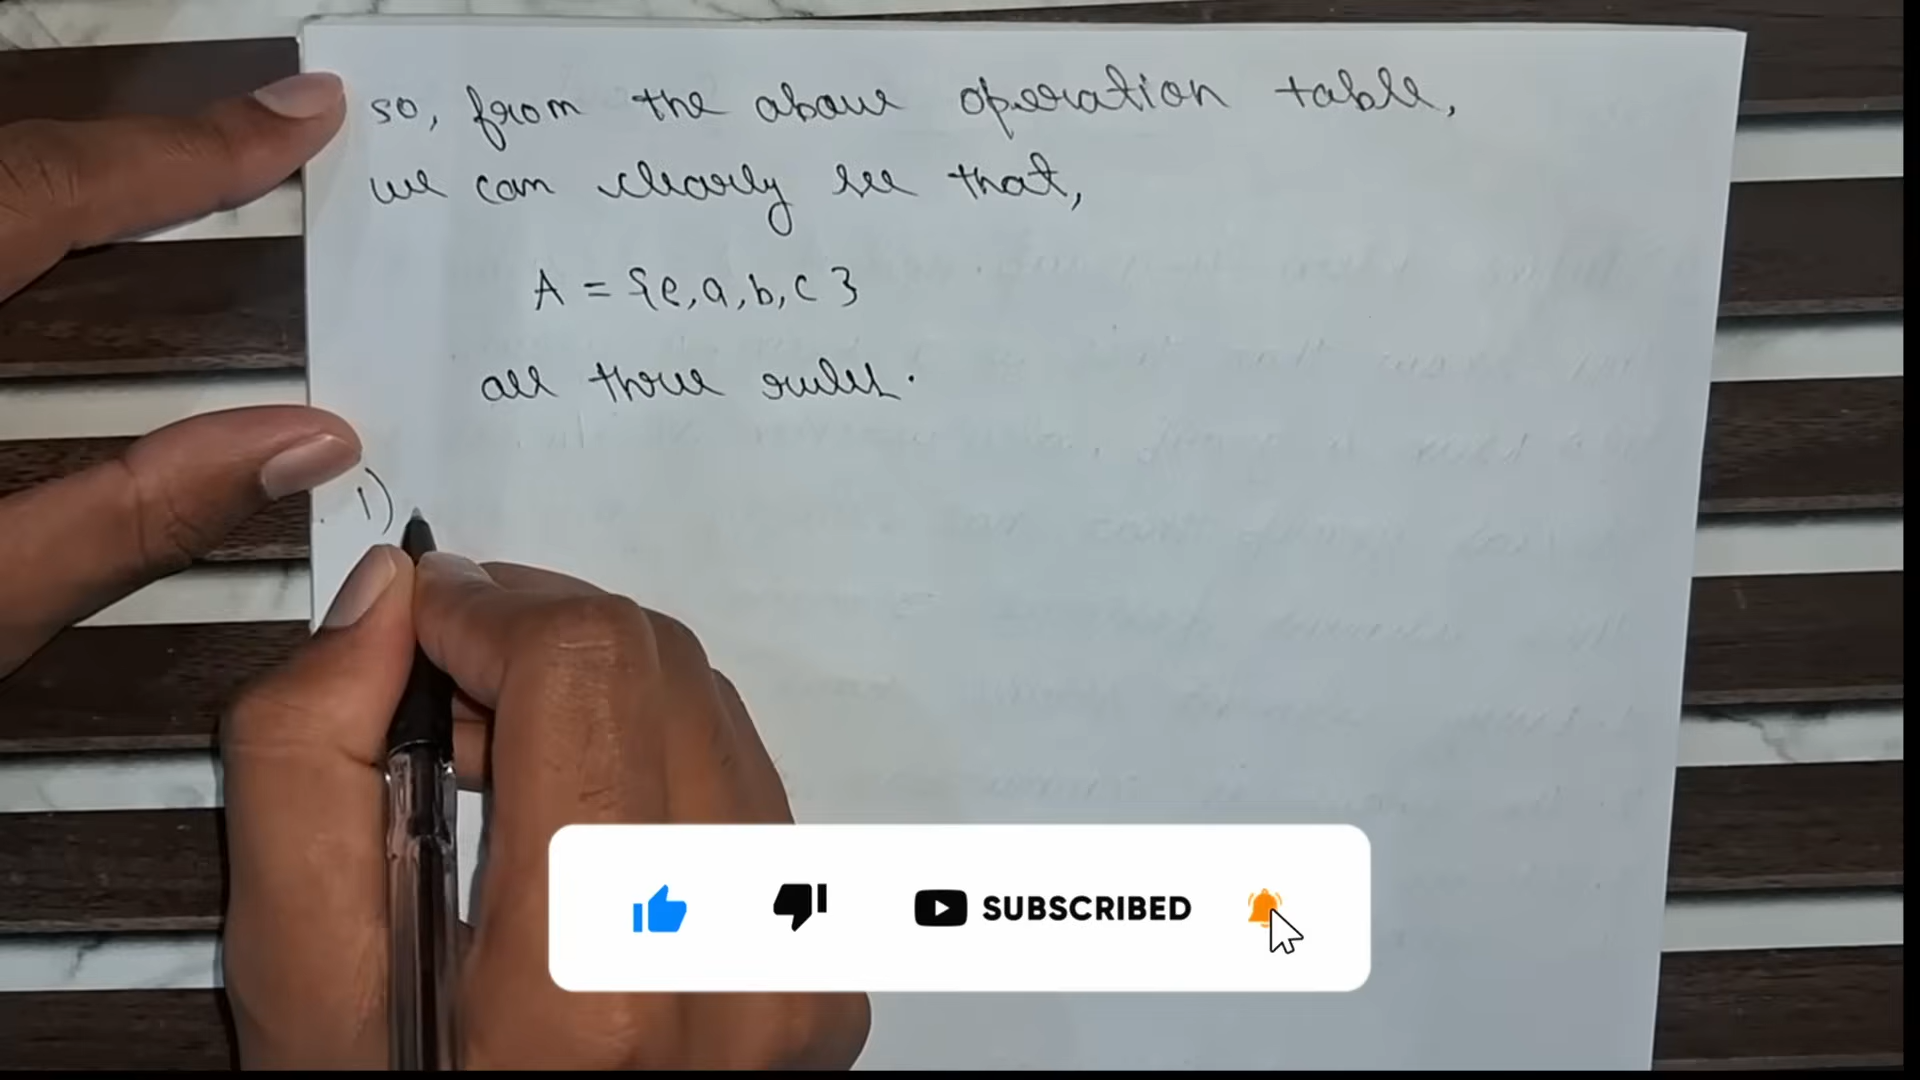 so, from the above operation table,
we can clearly see that,
A = {e, a, b, c }
all three rules.
1)
SUBSCRIBED